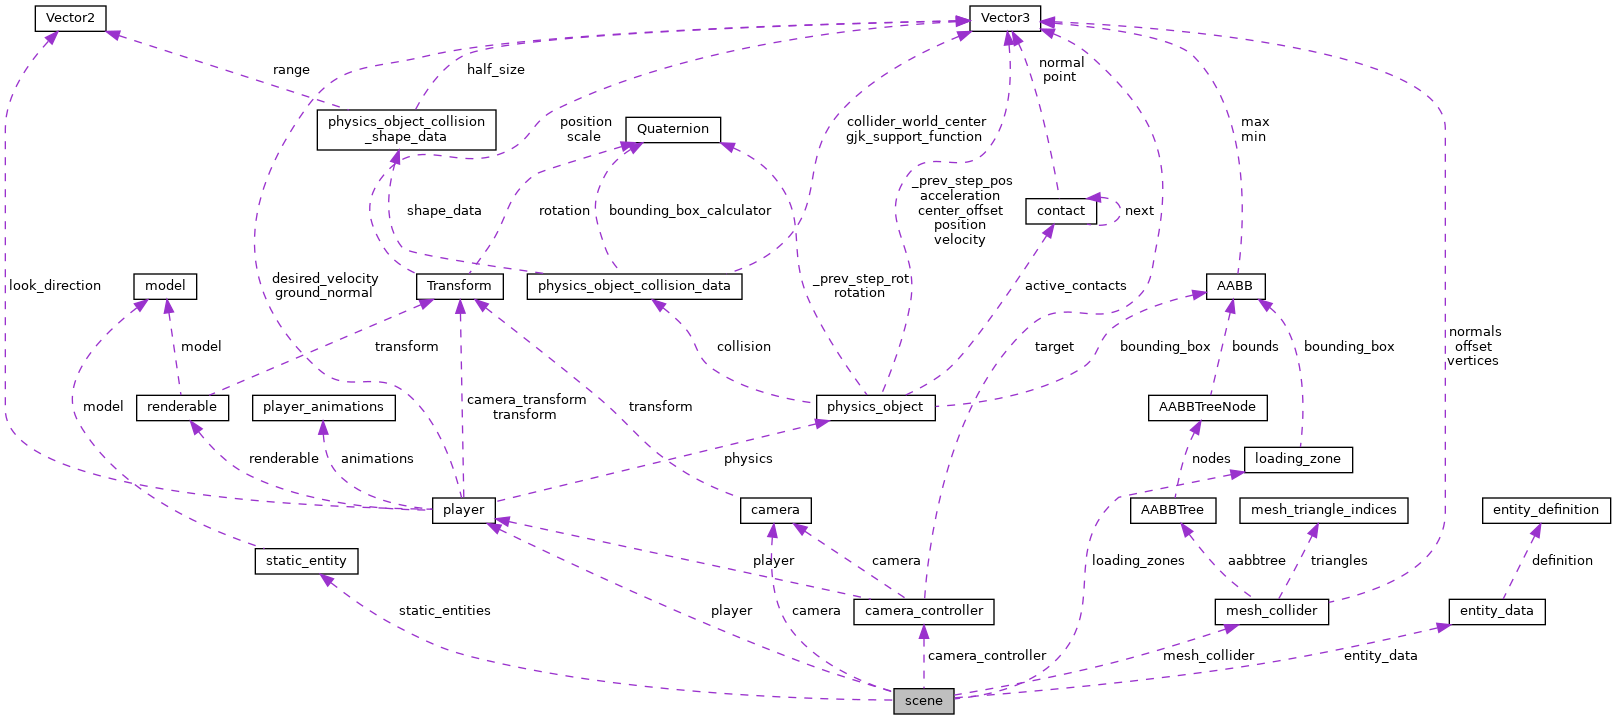 Vector2
Vector3
range
half_size
normal
point
physics_object_collision
_shape_data
position
scale
Quaternion
collider_world_center
gjk_support_function
max
min
shape_data
rotation
bounding_box_calculator
_prev_step_pos
acceleration
center_offset
position
velocity
contact
next
look_direction
model
desired_velocity
ground_normal
Transform
physics_object_collision_data
_prev_step_rot
rotation
active_contacts
AABB
model
transform
collision
target
bounding_box
bounds
bounding_box
normals
offset
vertices
model
renderable
player_animations
camera_transform
transform
transform
physics_object
AABBTreeNode
renderable
animations
physics
nodes
loading_zone
player
camera
AABBTree
mesh_triangle_indices
entity_definition
static_entity
player
camera
loading_zones
aabbtree
triangles
definition
static_entities
player
camera
camera_controller
mesh_collider
entity_data
camera_controller
mesh_collider
entity_data
scene